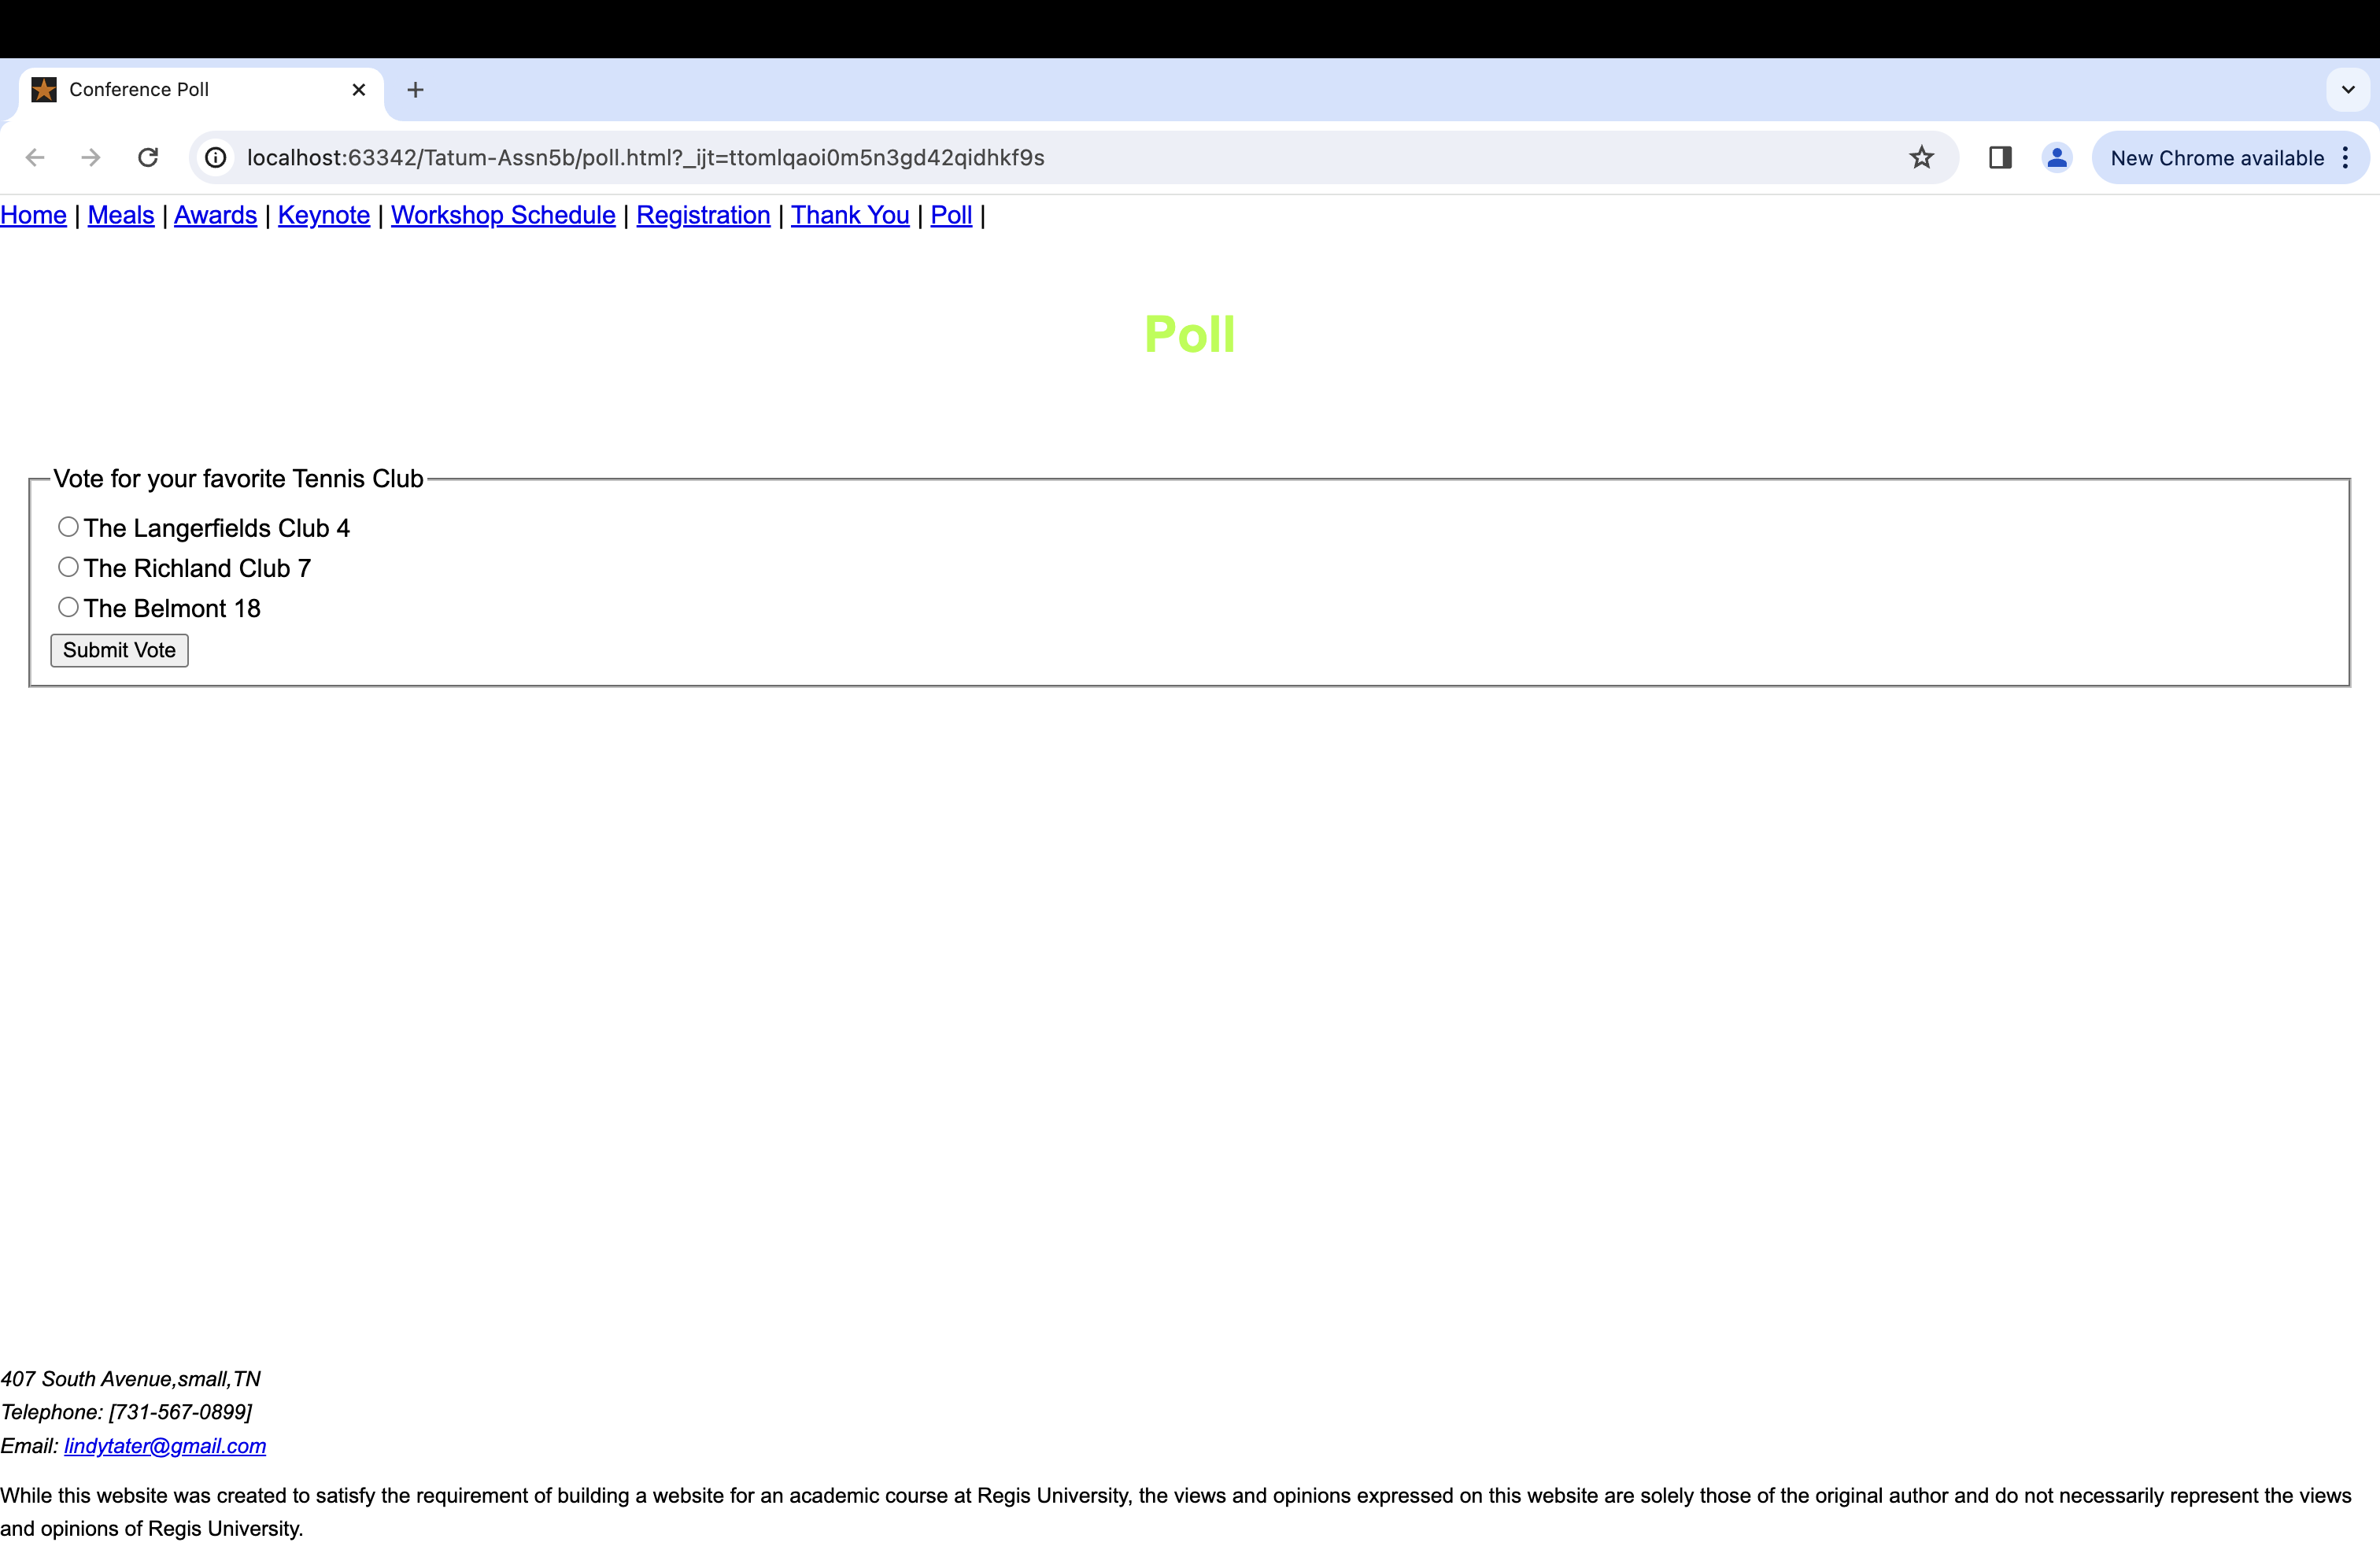 Conference Poll
localhost:63342/Tatum-Assn5b/poll.html?_ijt=ttomlqaoi0m5n3gd42qidhkf9s
New Chrome available
Home | Meals | Awards | Keynote | Workshop Schedule | Registration | Thank You | Poll |
Poll
Vote for your favorite Tennis Club
The Langerfields Club 4
The Richland Club 7
The Belmont 18
Submit Vote
407 South Avenue,small,TN
Telephone: [731-567-0899]
Email: lindytater@gmail.com
While this website was created to satisfy the requirement of building a website for an academic course at Regis University, the views and opinions expressed on this website are solely those of the original author and do not necessarily represent the views
and opinions of Regis University.